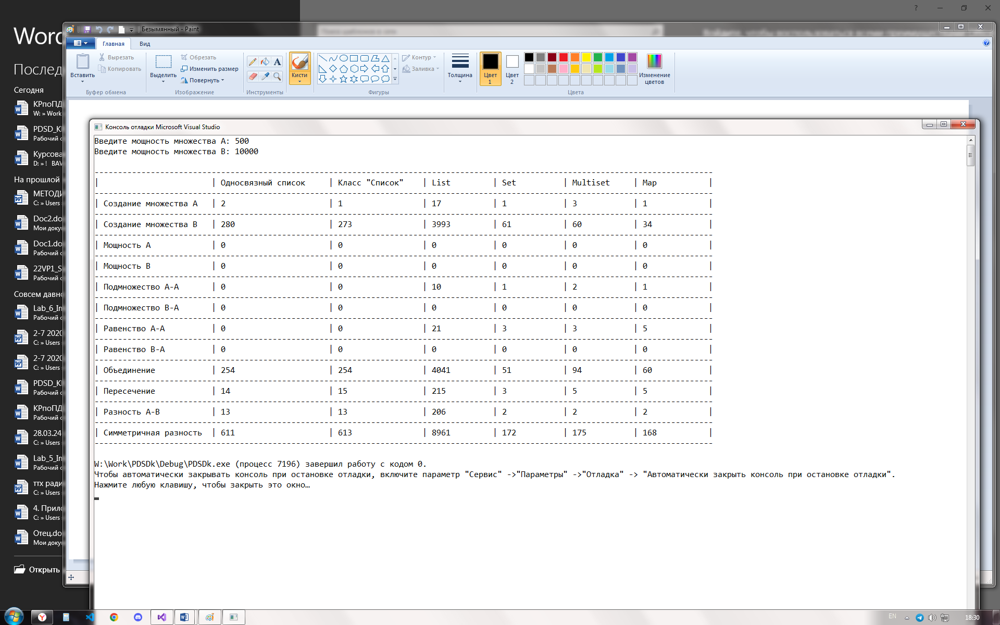 Word
Послед
Сегодня
КРпоПД
W: » Work
PDSD_K
Рабочий с
Курсова
D: » ! BAV
На прошлой
МЕТОДИ
C: » Users
Doc2.do
Мои докум
Doc1.do
Рабочий с
22VP1_S
Рабочий с
Совсем давно
Lab_6_In
Рабочий с
2-7 2020
C: » Users
2-7 2020
C: » Users
PDSD_K
Рабочий с
КРпоПД
Рабочий с
28.03.24
C: » Users
Lab_5_In
Рабочий с
ттх ради
C: » Users
4. Прило
C: » Users
Отец.do
Мои докум
Открыть
Безымянный - Paint
Главная Вид
Вставить
Вырезать
Копировать
Буфер обмена
Выделить
Обрезать
Изменить размер
Повернуть
Изображение
Инструменты
Кисти
Контур
Заливка
Фигуры
Толщина
Цвет 1
Цвет 2
Изменение цветов
Цвета
Консоль отладки Microsoft Visual Studio
Введите мощность множества A: 500
Введите мощность множества B: 10000
| | Односвязный список | Класс "Список" | List | Set | Multiset | Map |
| Создание множества A | 2 | 1 | 17 | 1 | 3 | 1 |
| Создание множества B | 280 | 273 | 3993 | 61 | 60 | 34 |
| Мощность A | 0 | 0 | 0 | 0 | 0 | 0 |
| Мощность B | 0 | 0 | 0 | 0 | 0 | 0 |
| Подмножество A-A | 0 | 0 | 10 | 1 | 2 | 1 |
| Подмножество B-A | 0 | 0 | 0 | 0 | 0 | 0 |
| Равенство A-A | 0 | 0 | 21 | 3 | 3 | 5 |
| Равенство B-A | 0 | 0 | 0 | 0 | 0 | 0 |
| Объединение | 254 | 254 | 4041 | 51 | 94 | 60 |
| Пересечение | 14 | 15 | 215 | 3 | 5 | 5 |
| Разность A-B | 13 | 13 | 206 | 2 | 2 | 2 |
| Симметричная разность | 611 | 613 | 8961 | 172 | 175 | 168 |
W:\Work\PDSDk\Debug\PDSDk.exe (процесс 7196) завершил работу с кодом 0.
Чтобы автоматически закрывать консоль при остановке отладки, включите параметр "Сервис" ->"Параметры" ->"Отладка" -> "Автоматически закрыть консоль при остановке отладки".
Нажмите любую клавишу, чтобы закрыть это окно…
EN
18:30